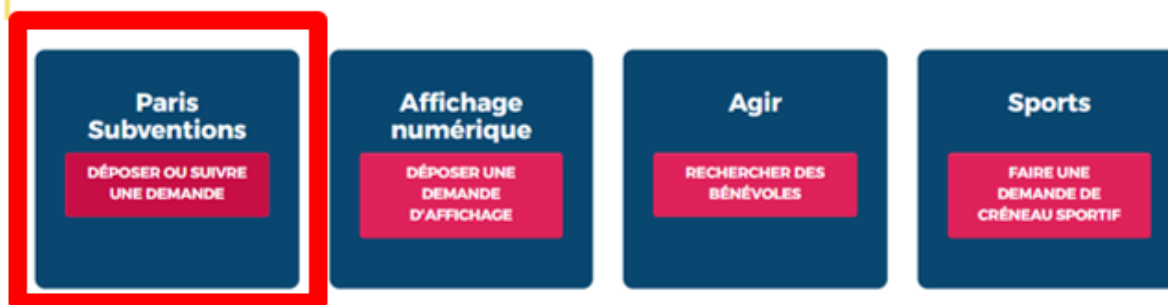 Paris
Subventions
DÉPOSER OU SUIVRE
UNE DEMANDE
Affichage
numérique
DÉPOSER UNE
DEMANDE
D'AFFICHAGE
Agir
RECHERCHER DES
BÉNÉVOLES
Sports
FAIRE UNE
DEMANDE DE
CRÉNEAU SPORTIF